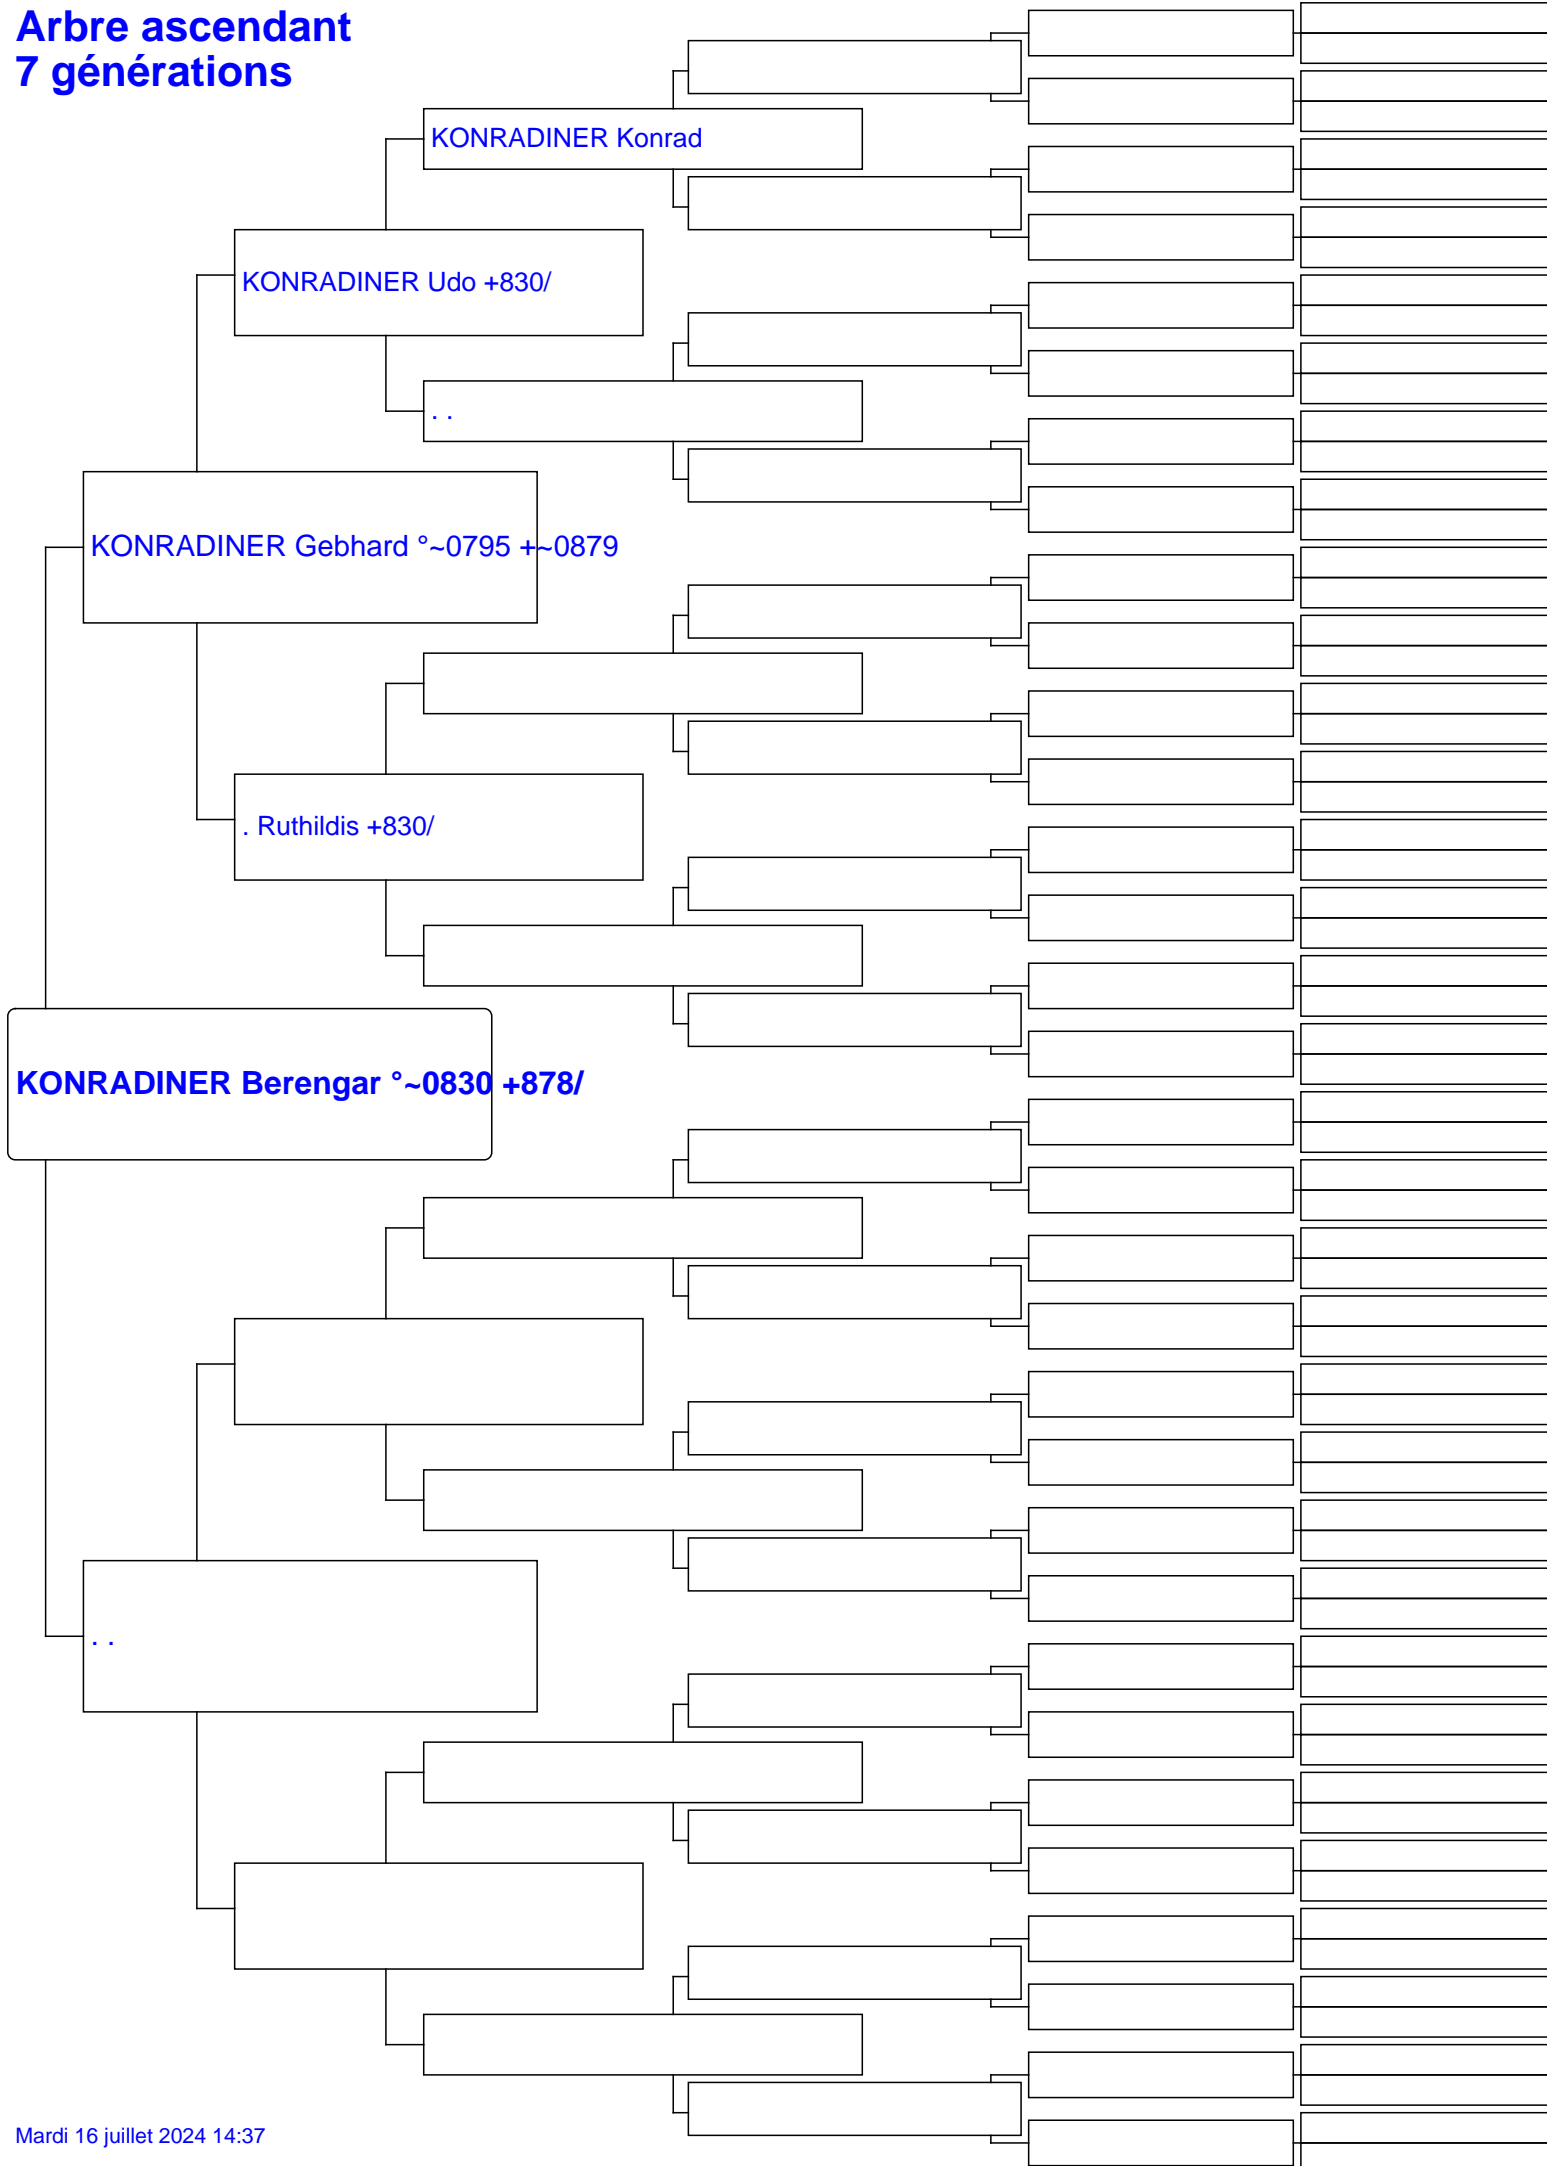 Arbre ascendant
7 générations
KONRADINER Konrad
KONRADINER Udo +830/
. .
KONRADINER Gebhard °~0795 +~0879
. Ruthildis +830/
KONRADINER Berengar °~0830 +878/
. .
Mardi 16 juillet 2024 14:37